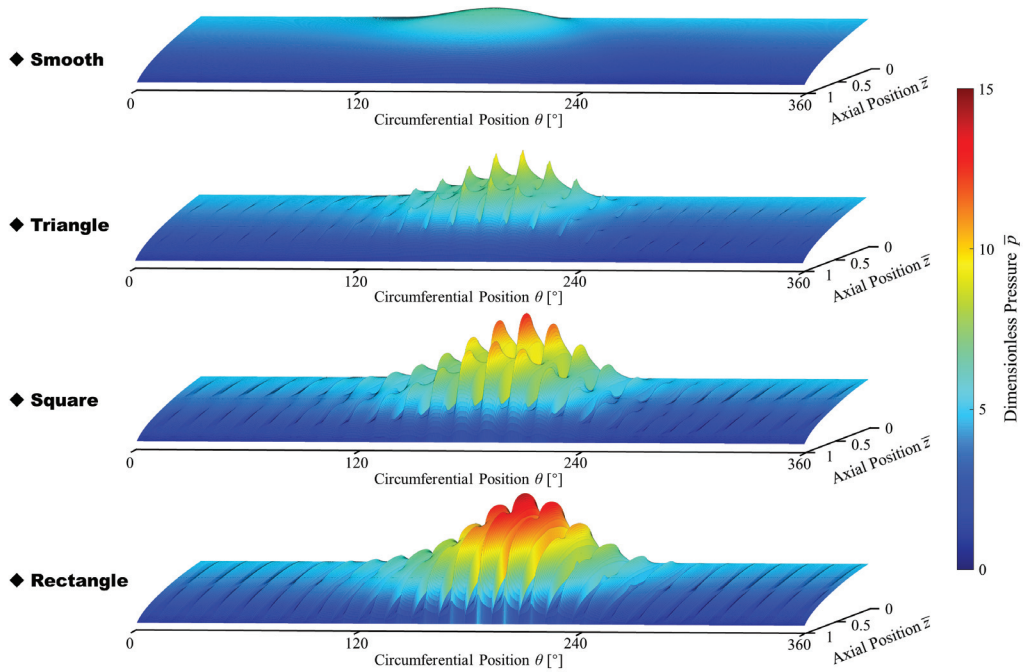 ◆ Smooth
0
0.5
1
Axial Position z̅
0
120
240
360
Circumferential Position θ [°]
◆ Triangle
0
0.5
1
Axial Position z̅
0
120
240
360
Circumferential Position θ [°]
◆ Square
0
0.5
1
Axial Position z̅
0
120
240
360
Circumferential Position θ [°]
◆ Rectangle
0
0.5
1
Axial Position z̅
0
120
240
360
Circumferential Position θ [°]
15
10
5
0
Dimensionless Pressure p̅